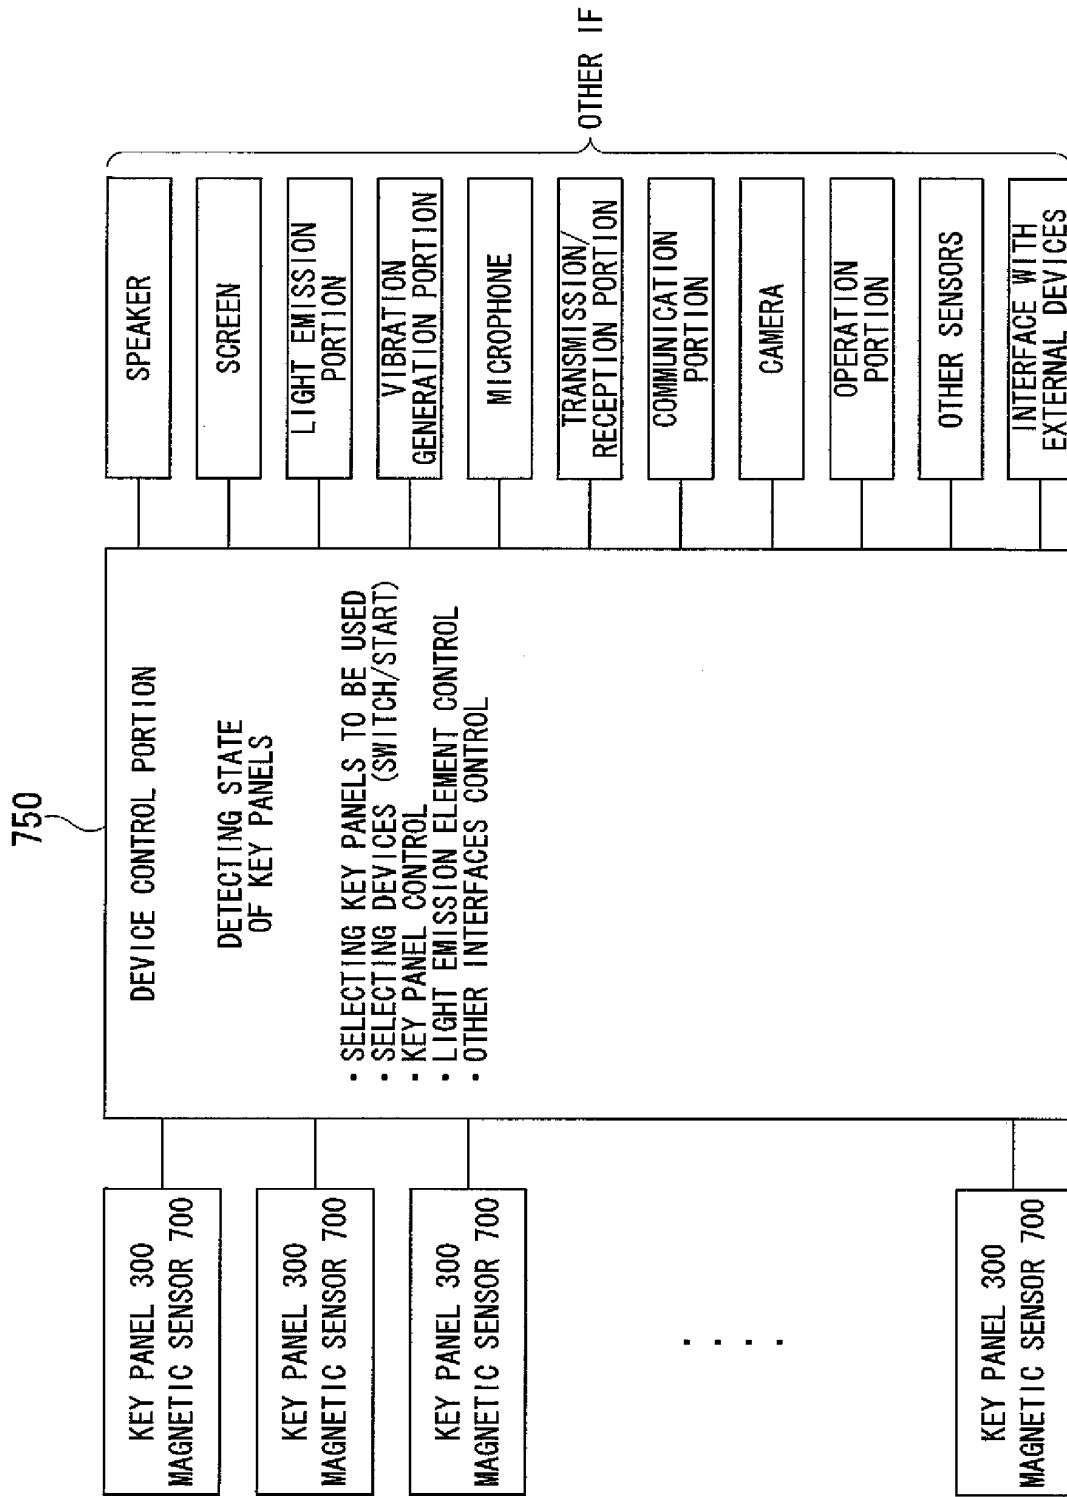 750
DEVICE CONTROL PORTION
DETECTING STATE
OF KEY PANELS
・SELECTING KEY PANELS TO BE USED
・SELECTING DEVICES (SWITCH/START)
・KEY PANEL CONTROL
・LIGHT EMISSION ELEMENT CONTROL
・OTHER INTERFACES CONTROL
KEY PANEL 300
MAGNETIC SENSOR 700
KEY PANEL 300
MAGNETIC SENSOR 700
KEY PANEL 300
MAGNETIC SENSOR 700
....
KEY PANEL 300
MAGNETIC SENSOR 700
SPEAKER
SCREEN
LIGHT EMISSION
PORTION
VIBRATION
GENERATION PORTION
MICROPHONE
TRANSMISSION/
RECEPTION PORTION
COMMUNICATION
PORTION
CAMERA
OPERATION
PORTION
OTHER SENSORS
INTERFACE WITH
EXTERNAL DEVICES
OTHER IF